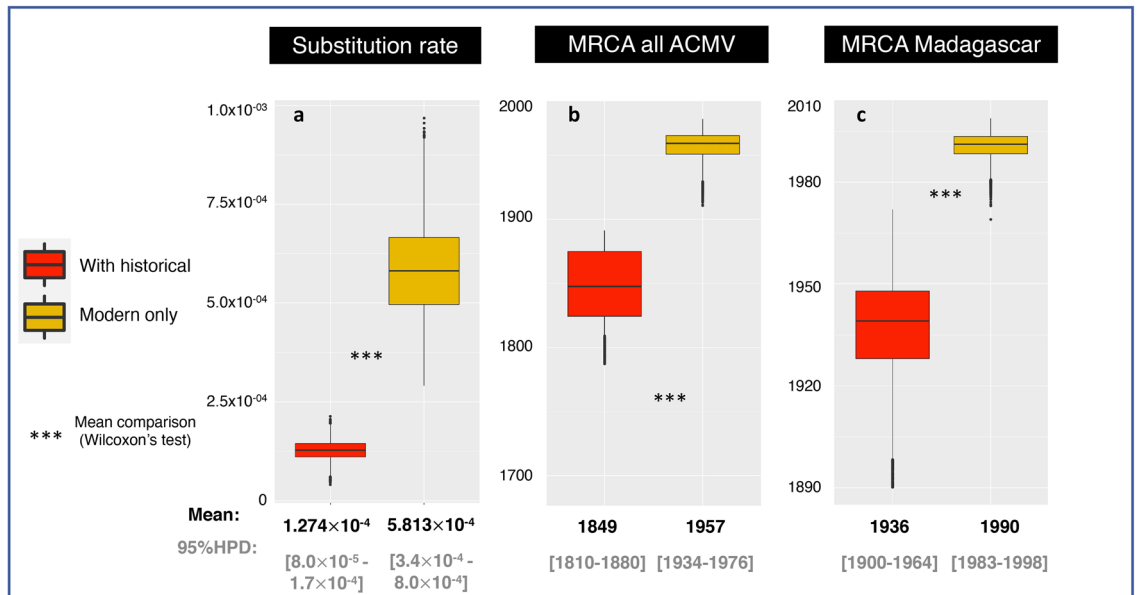 Substitution rate
MRCA all ACMV
MRCA Madagascar
a
1.0x10⁻⁰³
7.5x10⁻⁰⁴
5.0x10⁻⁰⁴
2.5x10⁻⁰⁴
0
***
b
2000
1900
1800
1700
***
c
2010
1980
1950
1920
1890
***
With historical
Modern only
*** Mean comparison
(Wilcoxon's test)
Mean:
1.274×10⁻⁴
5.813×10⁻⁴
1849
1957
1936
1990
95%HPD:
[8.0×10⁻⁵ -
1.7×10⁻⁴]
[3.4×10⁻⁴ -
8.0×10⁻⁴]
[1810-1880]
[1934-1976]
[1900-1964]
[1983-1998]